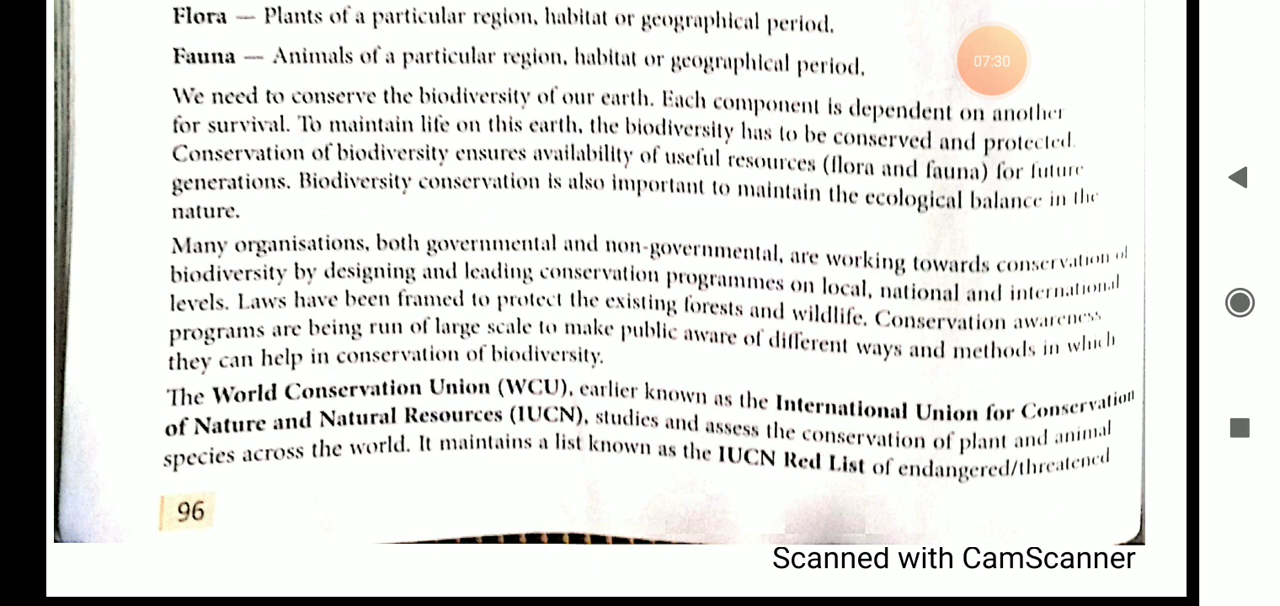 Flora — Plants of a particular region, habitat or geographical period.
07:30
Fauna — Animals of a particular region, habitat or geographical period.
We need to conserve the biodiversity of our earth. Each component is dependent on another
for survival. To maintain life on this earth, the biodiversity has to be conserved and protected.
Conservation of biodiversity ensures availability of useful resources (flora and fauna) for future
generations. Biodiversity conservation is also important to maintain the ecological balance in the
nature.
Many organisations, both governmental and non-governmental, are working towards conservation of
biodiversity by designing and leading conservation programmes on local, national and international
levels. Laws have been framed to protect the existing forests and wildlife. Conservation awareness
programs are being run of large scale to make public aware of different ways and methods in which
they can help in conservation of biodiversity.
The World Conservation Union (WCU), earlier known as the International Union for Conservation
of Nature and Natural Resources (IUCN), studies and assess the conservation of plant and animal
species across the world. It maintains a list known as the IUCN Red List of endangered/threatened
96
Scanned with CamScanner